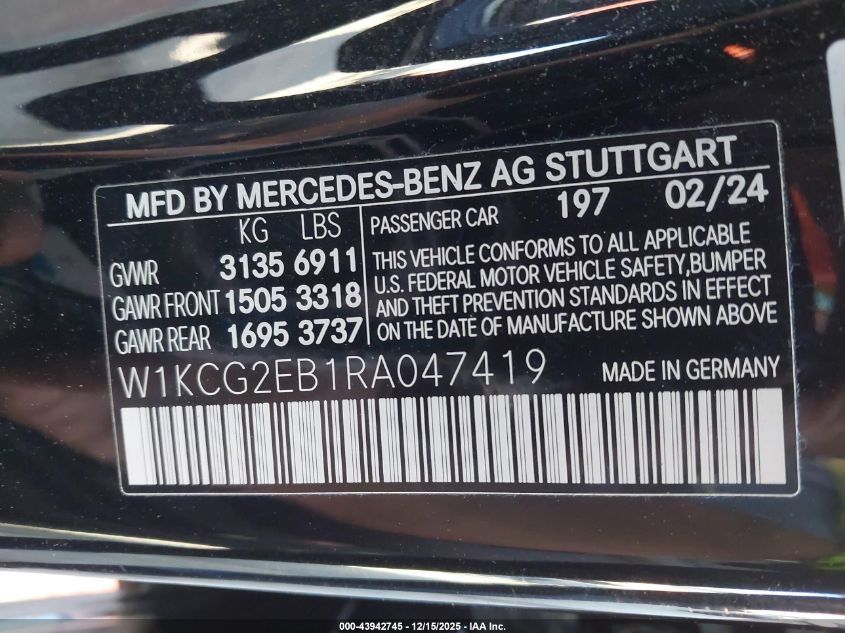 MFD BY MERCEDES-BENZ AG STUTTGART
KG LBS
GVWR 3135 6911
GAWR FRONT 1505 3318
GAWR REAR 1695 3737
PASSENGER CAR 197 02/24
THIS VEHICLE CONFORMS TO ALL APPLICABLE
U.S. FEDERAL MOTOR VEHICLE SAFETY,BUMPER
AND THEFT PREVENTION STANDARDS IN EFFECT
ON THE DATE OF MANUFACTURE SHOWN ABOVE
W1KCG2EB1RA047419 MADE IN GERMANY
000-43942745 - 12/15/2025 - IAA Inc.